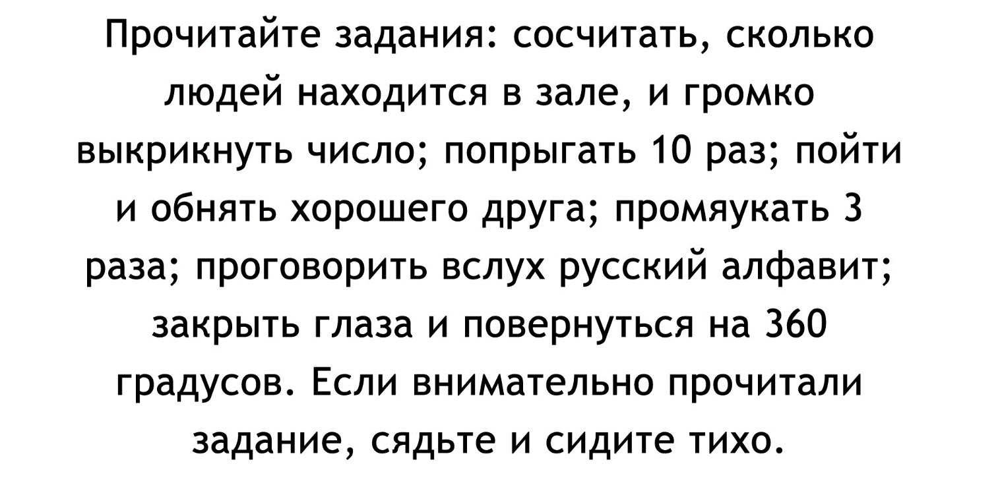 Прочитайте задания: сосчитать, сколько
людей находится в зале, и громко
выкрикнуть число; попрыгать 10 раз; пойти
и обнять хорошего друга; промяукать 3
раза; проговорить вслух русский алфавит;
закрыть глаза и повернуться на 360
градусов. Если внимательно прочитали
задание, сядьте и сидите тихо.